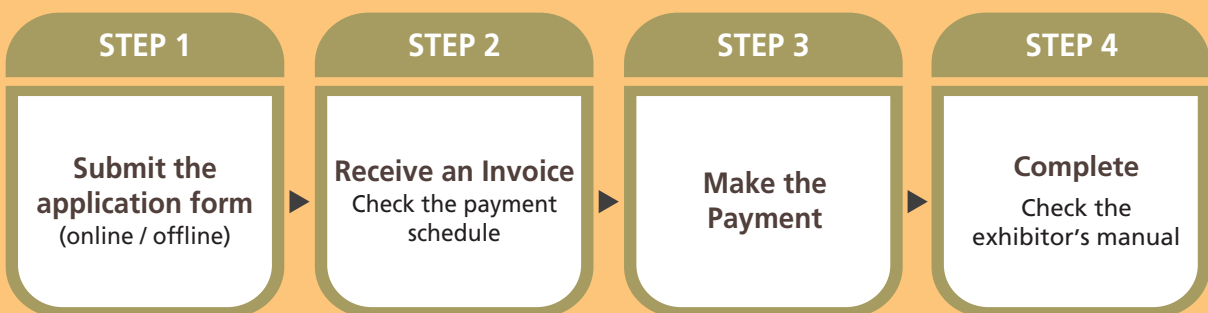 STEP 1
Submit the
application form
(online / offline)
STEP 2
Receive an Invoice
Check the payment
schedule
STEP 3
Make the
Payment
STEP 4
Complete
Check the
exhibitor's manual